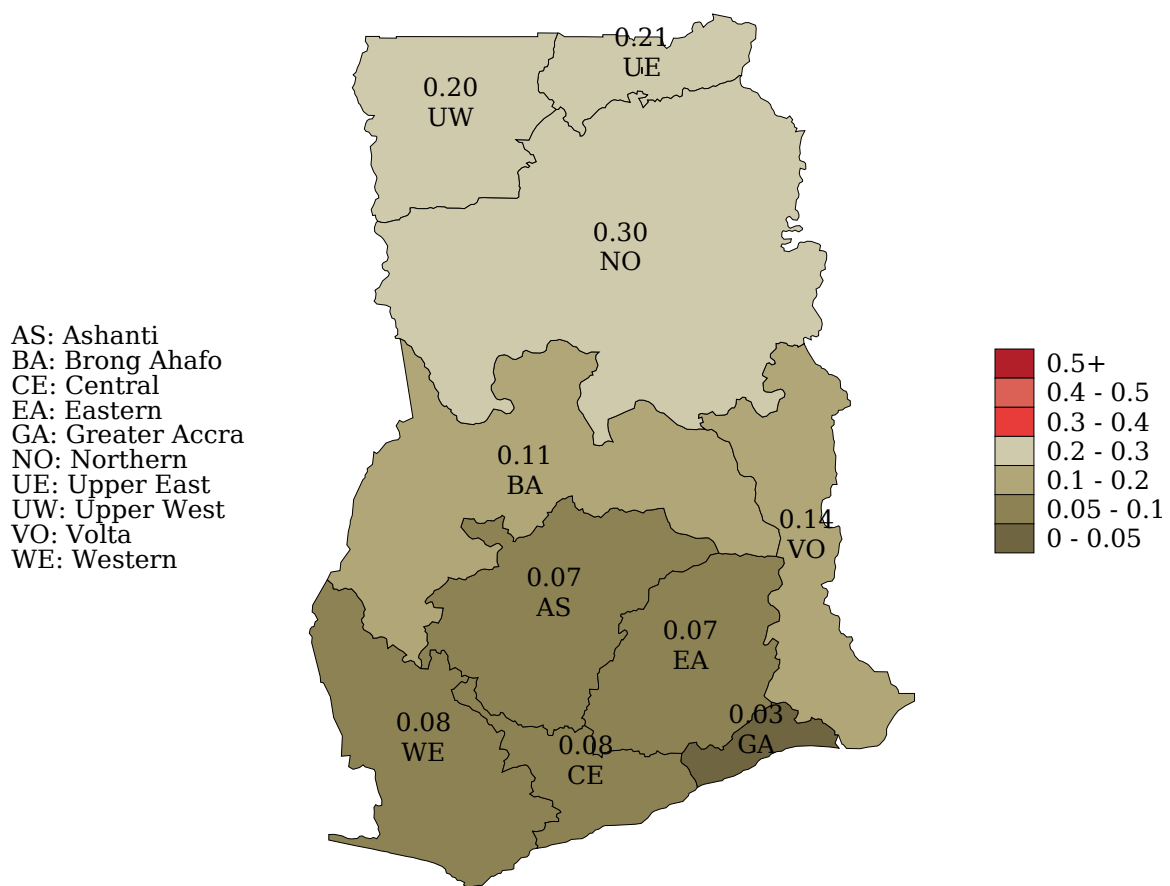 0.21
UE
0.20
UW
0.30
NO
AS: Ashanti
BA: Brong Ahafo
CE: Central
EA: Eastern
GA: Greater Accra
NO: Northern
UE: Upper East
UW: Upper West
VO: Volta
WE: Western
0.11
BA
0.14
VO
0.07
AS
0.07
EA
0.08
WE
0.08
CE
0.03
GA
0.5+
0.4 - 0.5
0.3 - 0.4
0.2 - 0.3
0.1 - 0.2
0.05 - 0.1
0 - 0.05